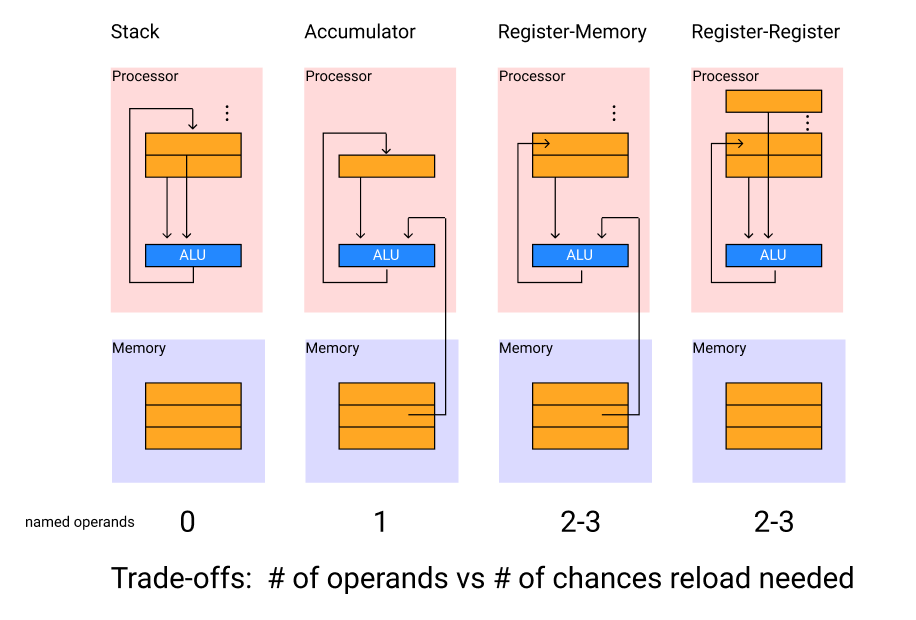 Stack Accumulator Register-Memory Register-Register
Processor Processor Processor Processor
ALU ALU ALU ALU
Memory Memory Memory Memory
named operands 0 1 2-3 2-3
Trade-offs: # of operands vs # of chances reload needed